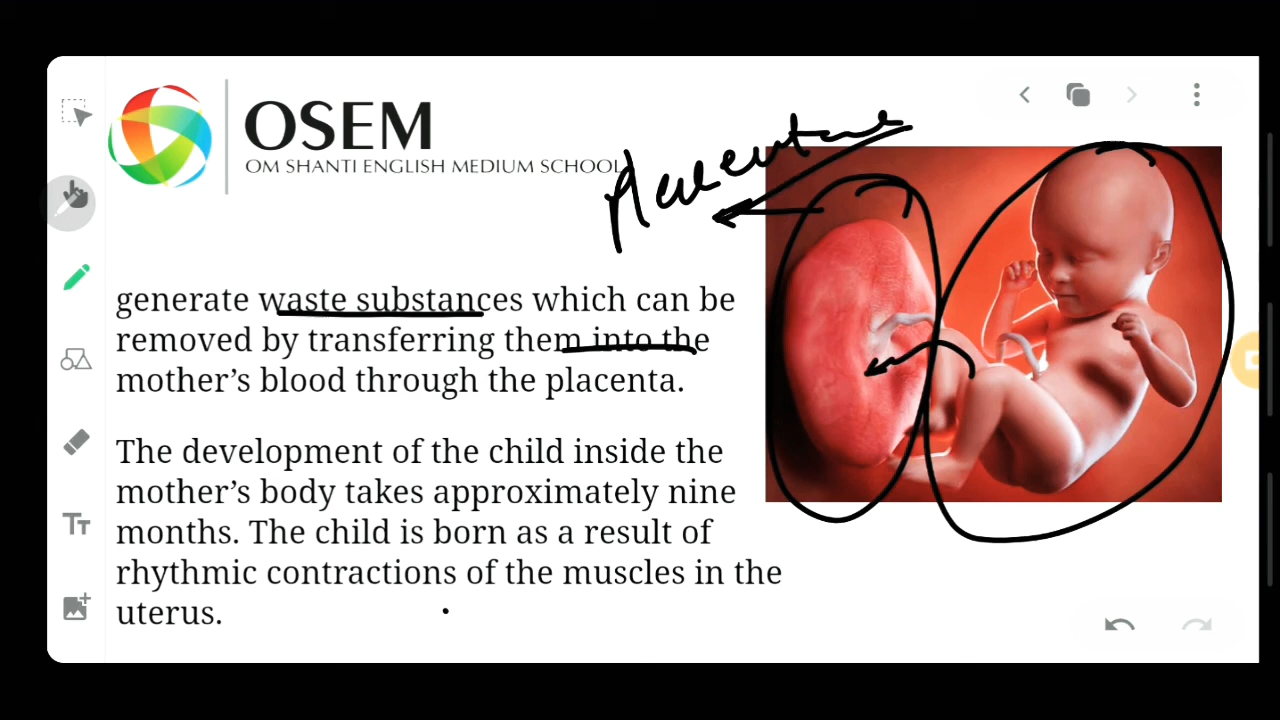 OSEM
OM SHANTI ENGLISH MEDIUM SCHOOL
generate waste substances which can be
removed by transferring them into the
mother's blood through the placenta.
The development of the child inside the
mother's body takes approximately nine
months. The child is born as a result of
rhythmic contractions of the muscles in the
uterus.
TT